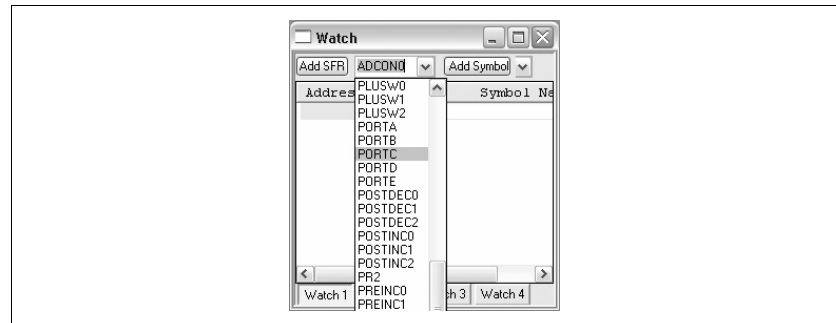 Watch
Add SFR ADCON0 Add Symbol
Addres Symbol Na
PLUSW0
PLUSW1
PLUSW2
PORTA
PORTB
PORTC
PORTD
PORTE
POSTDEC0
POSTDEC1
POSTDEC2
POSTINC0
POSTINC1
POSTINC2
PR2
PREINC0
PREINC1
Watch 1 ch 3 Watch 4